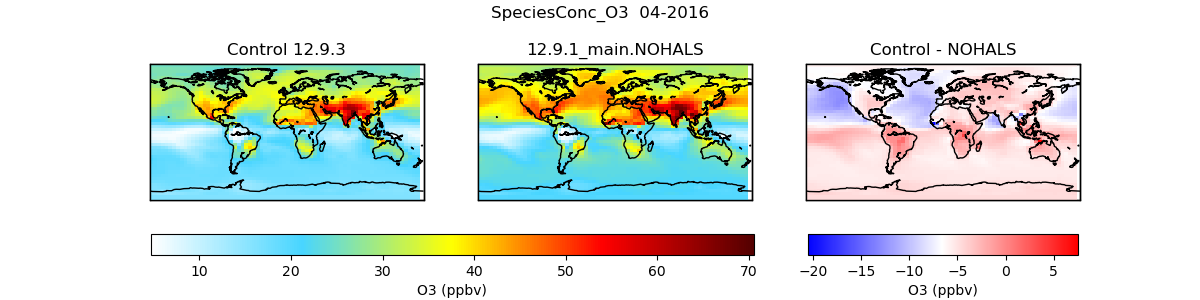 SpeciesConc_O3  04-2016
Control 12.9.3
12.9.1_main.NOHALS
Control - NOHALS
10 20 30 40 50 60 70
O3 (ppbv)
−20 −15 −10 −5 0 5
O3 (ppbv)